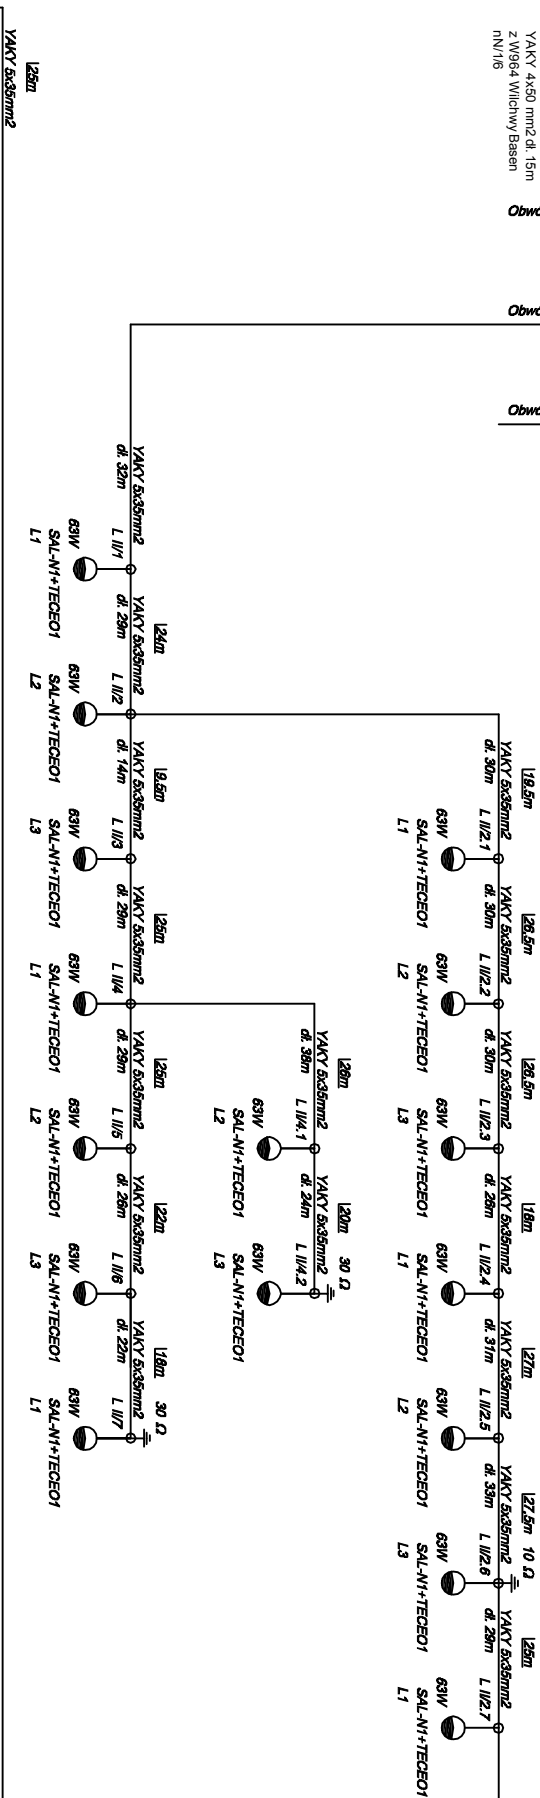 YAKY 4x50 mm2 dł. 15m
z W964 Wilchwy Basen
nN/1/6
Obwó
Obwó
Obwó
|19.5m
YAKY 5x35mm2
dł. 30m
L II/2.1
63W
SAL-N1+TECEO1
L1
|26.5m
YAKY 5x35mm2
dł. 30m
L II/2.2
63W
SAL-N1+TECEO1
L2
|26.5m
YAKY 5x35mm2
dł. 30m
L II/2.3
63W
SAL-N1+TECEO1
L3
|18m
YAKY 5x35mm2
dł. 26m
L II/2.4
63W
SAL-N1+TECEO1
L1
|27m
YAKY 5x35mm2
dł. 31m
L II/2.5
63W
SAL-N1+TECEO1
L2
|27.5m
10 Ω
YAKY 5x35mm2
dł. 33m
L II/2.6
63W
SAL-N1+TECEO1
L3
|25m
YAKY 5x35mm2
dł. 29m
L II/2.7
63W
SAL-N1+TECEO1
L1
|26m
YAKY 5x35mm2
dł. 38m
L II/4.1
63W
SAL-N1+TECEO1
L2
|20m
30 Ω
YAKY 5x35mm2
dł. 24m
L II/4.2
63W
SAL-N1+TECEO1
L3
YAKY 5x35mm2
dł. 32m
L II/1
63W
SAL-N1+TECEO1
L1
|24m
YAKY 5x35mm2
dł. 29m
L II/2
63W
SAL-N1+TECEO1
L2
|9.5m
YAKY 5x35mm2
dł. 14m
L II/3
63W
SAL-N1+TECEO1
L3
|25m
YAKY 5x35mm2
dł. 29m
L II/4
63W
SAL-N1+TECEO1
L1
|25m
YAKY 5x35mm2
dł. 29m
L II/5
63W
SAL-N1+TECEO1
L2
|22m
YAKY 5x35mm2
dł. 26m
L II/6
63W
SAL-N1+TECEO1
L3
|18m
30 Ω
YAKY 5x35mm2
dł. 22m
L II/7
63W
SAL-N1+TECEO1
L1
|25m
YAKY 5x35mm2